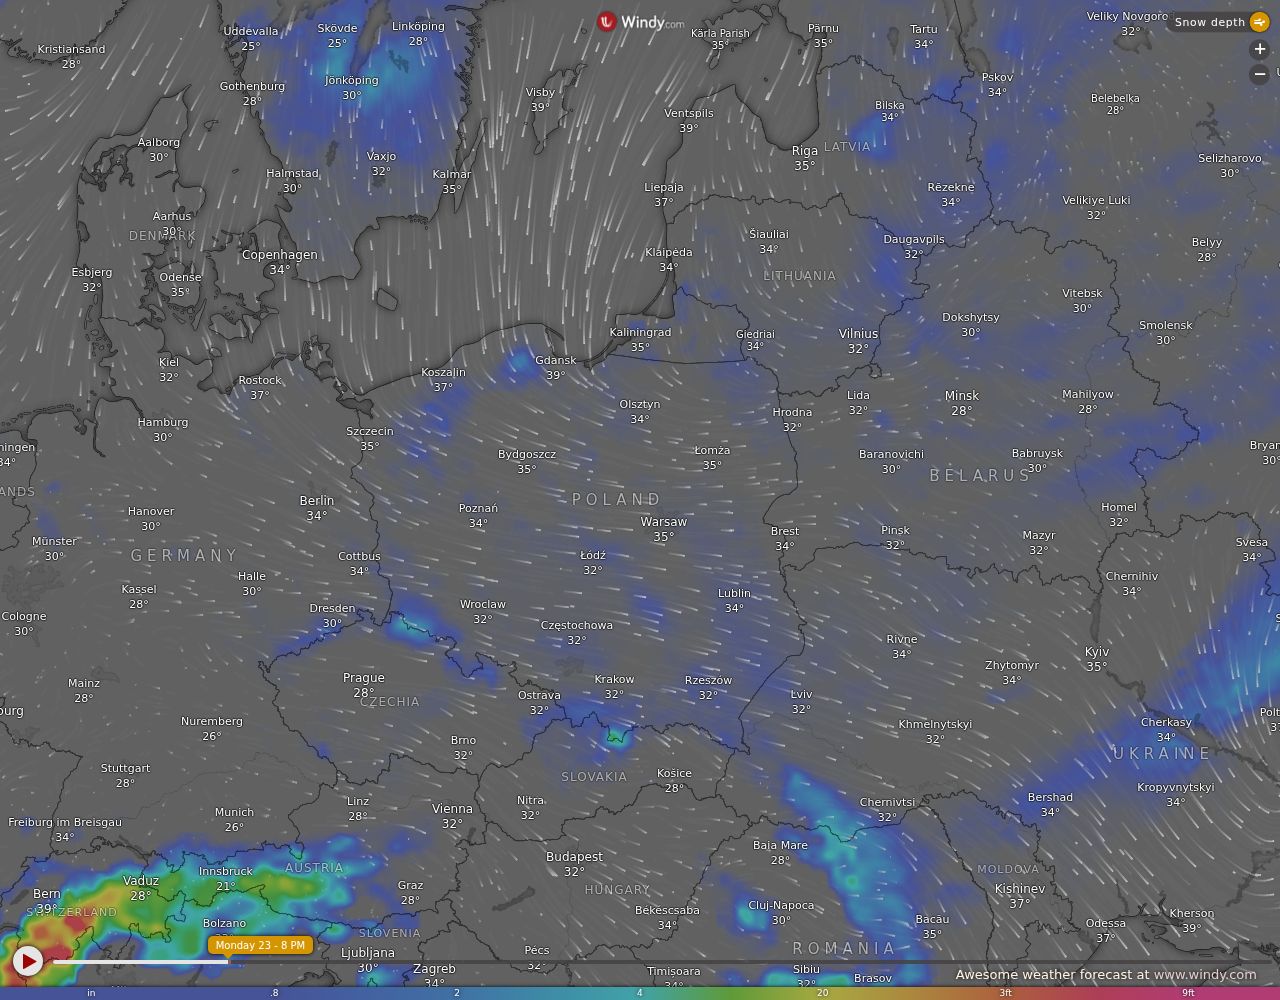 Windy.com
Snow depth
Kristiansand
28°
Uddevalla
25°
Skövde
25°
Linköping
28°
Kärla Parish
35°
Pärnu
35°
Tartu
34°
32°
Gothenburg
28°
Jönköping
30°
Visby
39°
Ventspils
39°
Bilska
34°
Pskov
34°
Belebelka
28°
Aalborg
30°
Halmstad
30°
Vaxjo
32°
Kalmar
35°
Liepaja
37°
Riga
35°
LATVIA
Rēzekne
34°
Selizharovo
30°
Velikiye Luki
32°
Aarhus
30°
DENMARK
Copenhagen
34°
Esbjerg
32°
Odense
35°
Klaipėda
34°
Šiauliai
34°
LITHUANIA
Daugavpils
32°
Belyy
28°
Vitebsk
30°
Smolensk
30°
Dokshytsy
30°
Kiel
32°
Rostock
37°
Koszalin
37°
Gdansk
39°
Kaliningrad
35°
Giedriai
34°
Vilnius
32°
Hamburg
30°
Szczecin
35°
Bydgoszcz
35°
Olsztyn
34°
Łomża
35°
Hrodna
32°
Lida
32°
Minsk
28°
Mahilyow
28°
Baranovichi
30°
Babruysk
30°
BELARUS
Hanover
30°
Berlin
34°
Poznań
34°
POLAND
Warsaw
35°
Brest
34°
Pinsk
32°
Homel
32°
Mazyr
32°
Münster
30°
GERMANY
Cottbus
34°
Łódź
32°
Svesa
34°
Kassel
28°
Halle
30°
Lublin
34°
Chernihiv
34°
Cologne
30°
Dresden
30°
Wroclaw
32°
Częstochowa
32°
Rivne
34°
Zhytomyr
34°
Kyiv
35°
Mainz
28°
Prague
28°
CZECHIA
Ostrava
32°
Krakow
32°
Rzeszów
32°
Lviv
32°
Nuremberg
26°
Brno
32°
Khmelnytskyi
32°
Cherkasy
34°
UKRAINE
Stuttgart
28°
SLOVAKIA
Košice
28°
Kropyvnytskyi
34°
Munich
26°
Linz
28°
Vienna
32°
Nitra
32°
Chernivtsi
32°
Bershad
34°
Freiburg im Breisgau
34°
Baia Mare
28°
Budapest
32°
HUNGARY
AUSTRIA
Innsbruck
21°
Vaduz
28°
Graz
28°
MOLDOVA
Kishinev
37°
Bern
39°
SWITZERLAND
Bolzano
Békéscsaba
34°
Cluj-Napoca
30°
Bacău
35°
Odessa
37°
Kherson
39°
SLOVENIA
Ljubljana
30°
Monday 23 - 8 PM
Pécs
32°
ROMANIA
Zagreb
34°
Timisoara
34°
Sibiu
32°
Brasov
Awesome weather forecast at www.windy.com
in .8 2 4 20 3ft 9ft